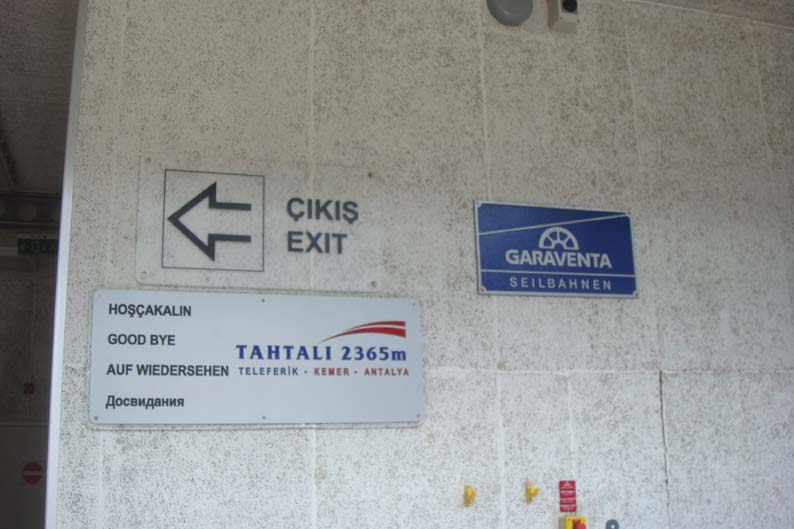 ÇIKIŞ
EXIT
GARAVENTA
SEILBAHNEN
HOŞÇAKALIN
GOOD BYE
AUF WIEDERSEHEN
Досвидания
TAHTALI 2365m
TELEFERİK • KEMER • ANTALYA